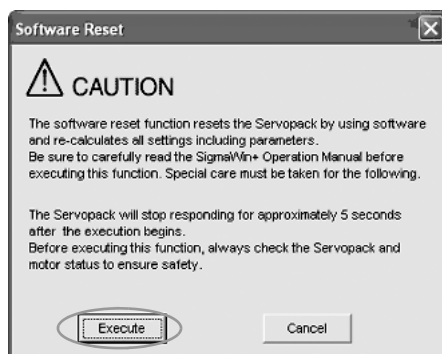 Software Reset
CAUTION
The software reset function resets the Servopack by using software
and re-calculates all settings including parameters.
Be sure to carefully read the SigmaWin+ Operation Manual before
executing this function. Special care must be taken for the following.
The Servopack will stop responding for approximately 5 seconds
after the execution begins.
Before executing this function, always check the Servopack and
motor status to ensure safety.
Execute Cancel